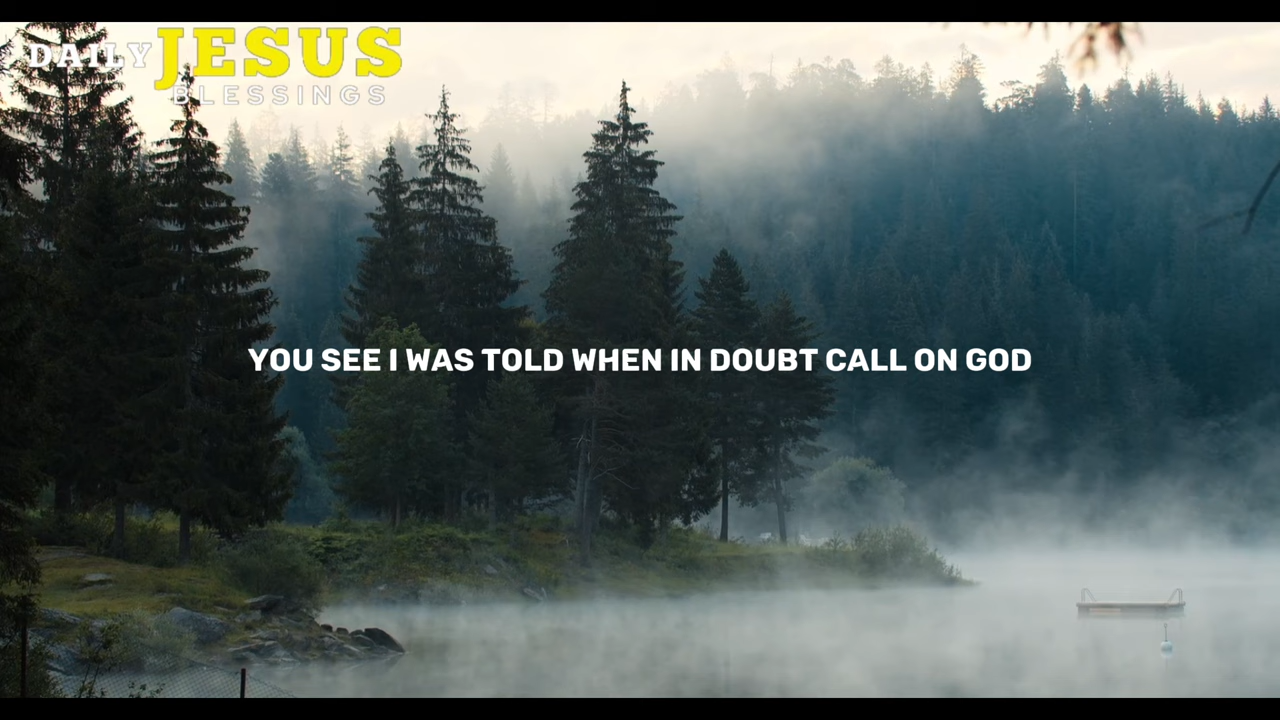 DAILY JESUS
BLESSINGS
YOU SEE I WAS TOLD WHEN IN DOUBT CALL ON GOD